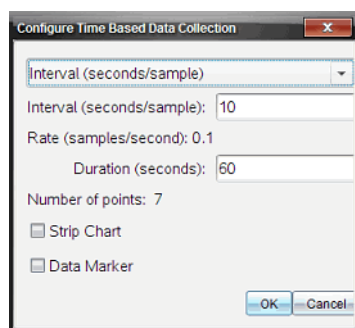 Configure Time Based Data Collection
Interval (seconds/sample)
Interval (seconds/sample): 10
Rate (samples/second): 0.1
Duration (seconds): 60
Number of points: 7
Strip Chart
Data Marker
OK Cancel